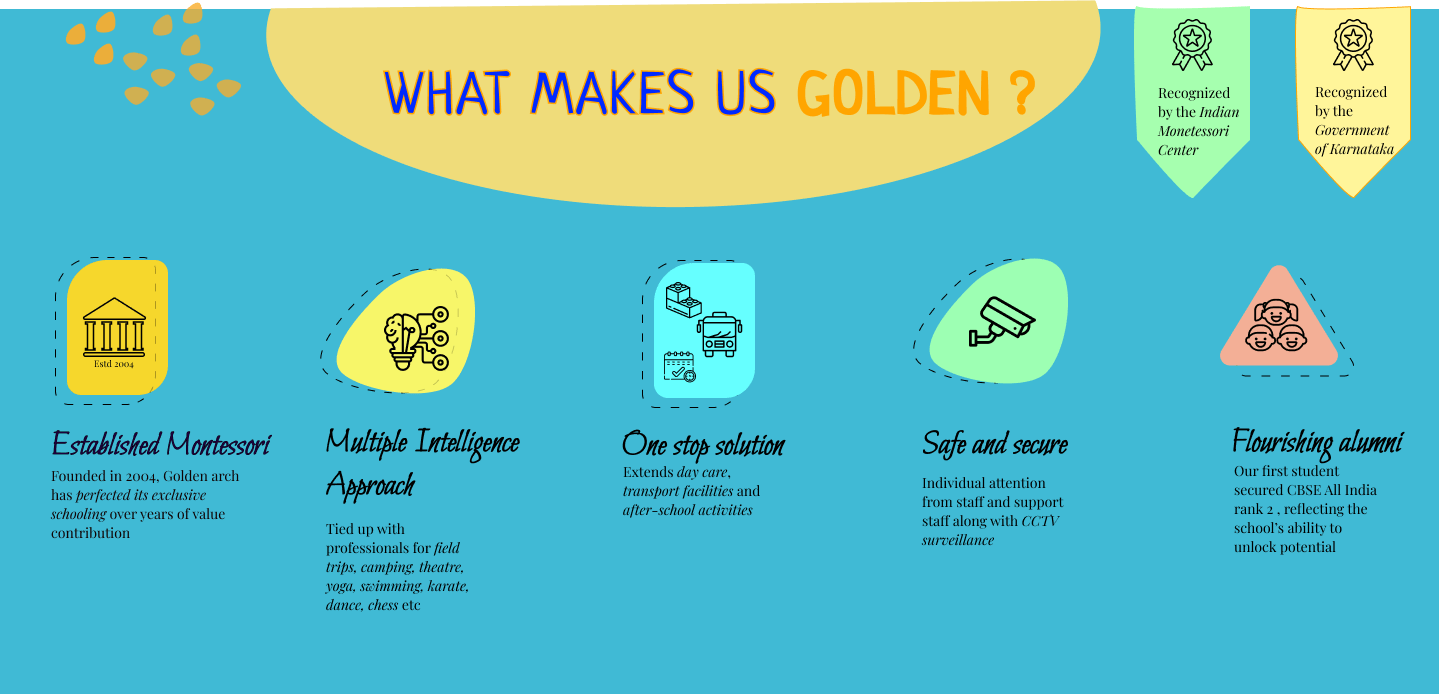 WHAT MAKES US GOLDEN ?
Recognized
by the Indian
Monetessori
Center
Recognized
by the
Government
of Karnataka
Estd 2004
Established Montessori
Founded in 2004, Golden arch
has perfected its exclusive
schooling over years of value
contribution
Multiple Intelligence
Approach
Tied up with
professionals for field
trips, camping, theatre,
yoga, swimming, karate,
dance, chess etc
One stop solution
Extends day care,
transport facilities and
after-school activities
Safe and secure
Individual attention
from staff and support
staff along with CCTV
surveillance
Flourishing alumni
Our first student
secured CBSE All India
rank 2 , reflecting the
school's ability to
unlock potential